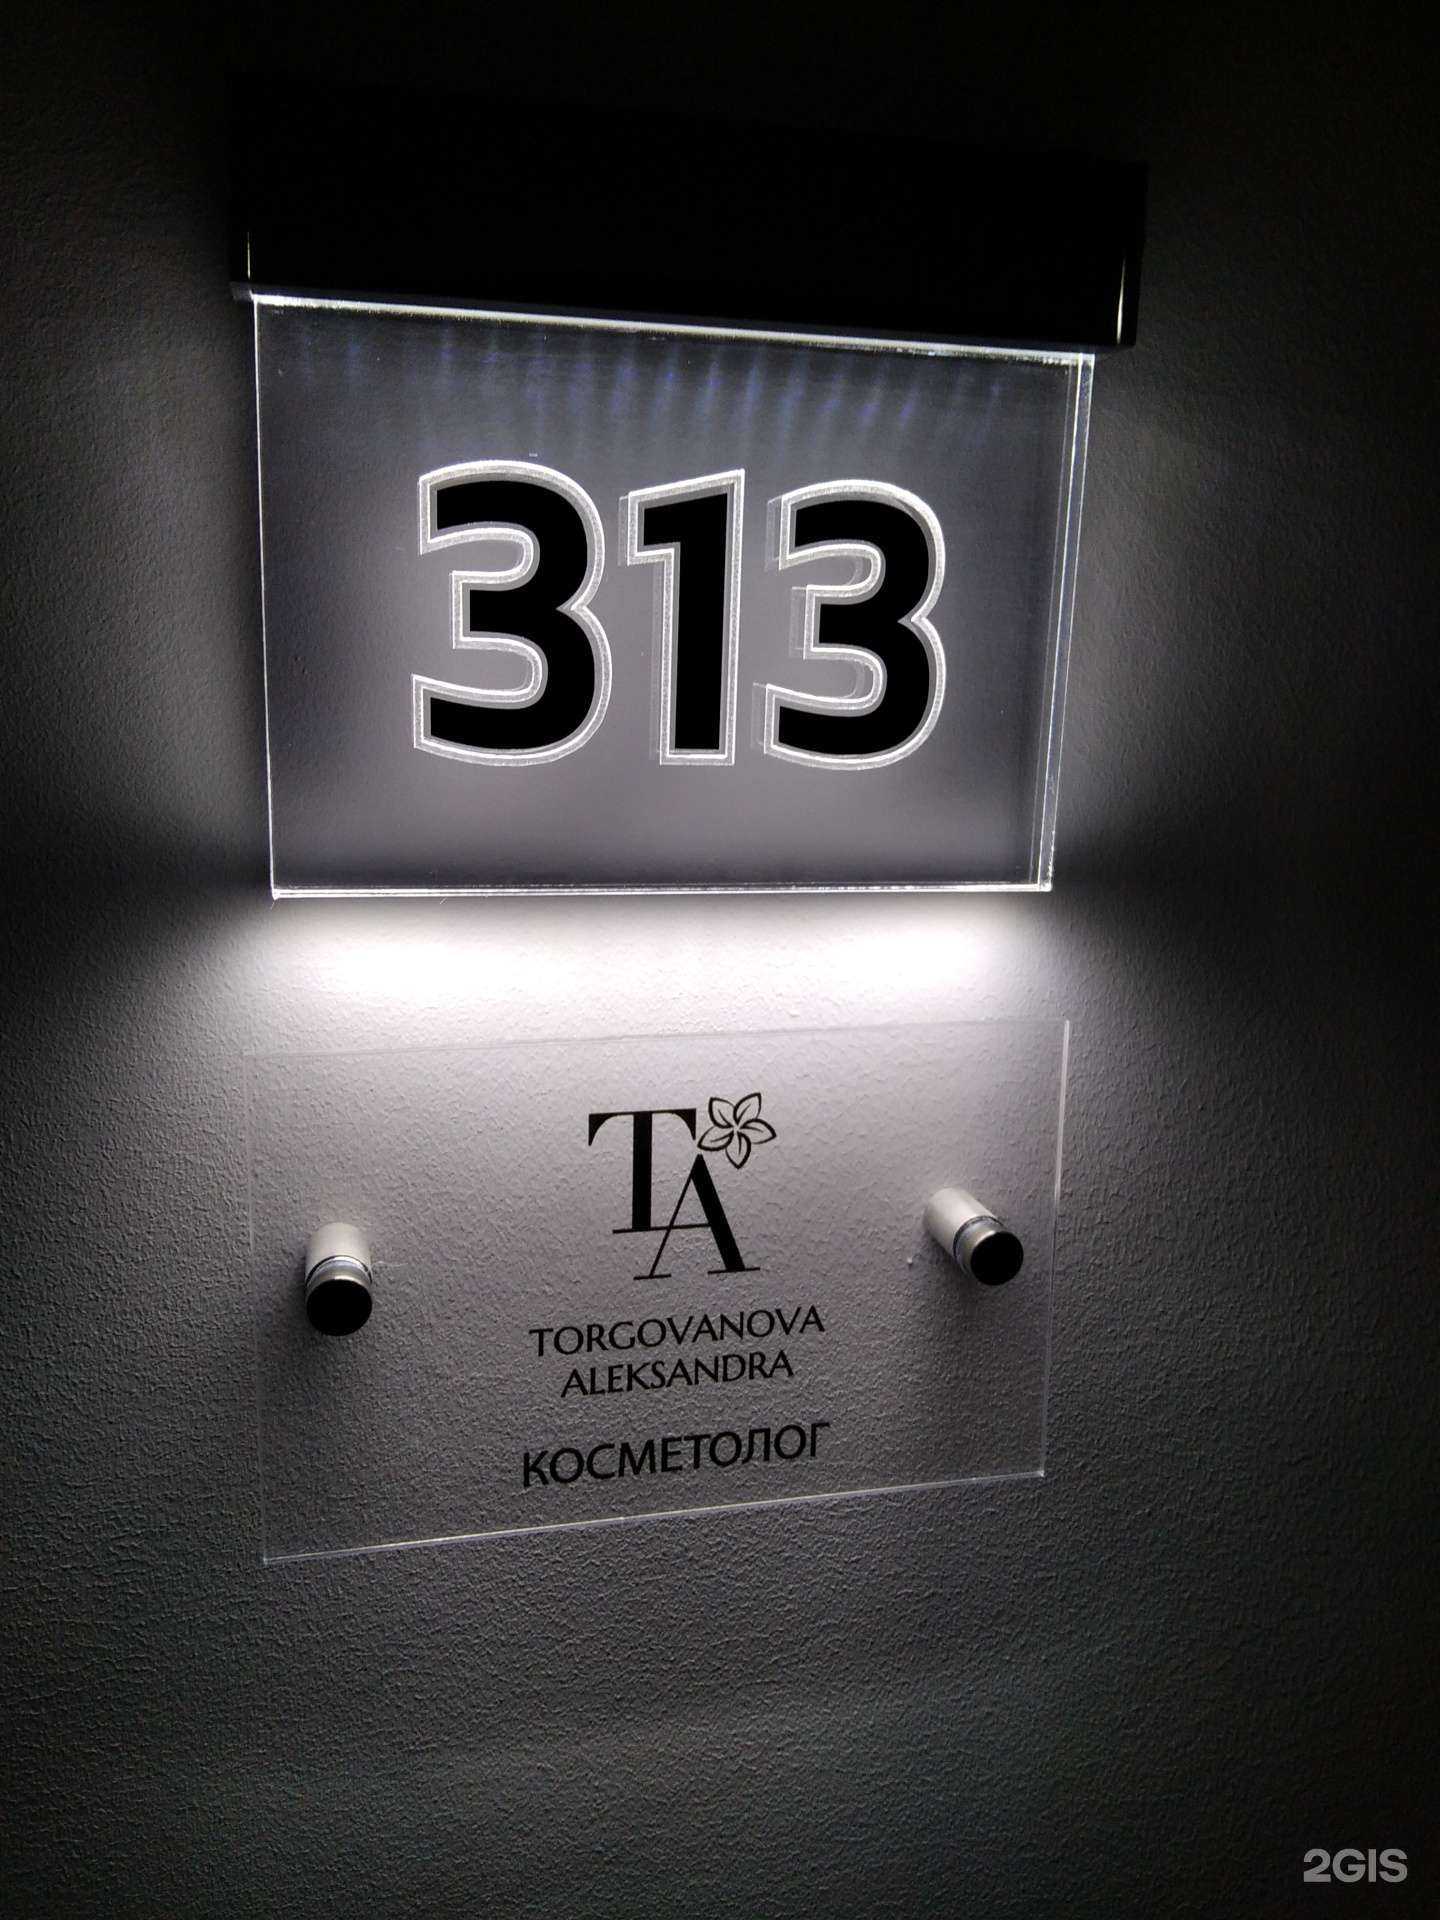 313
TA
TORGOVANOVA
ALEKSANDRA
КОСМЕТОЛОГ
2GIS